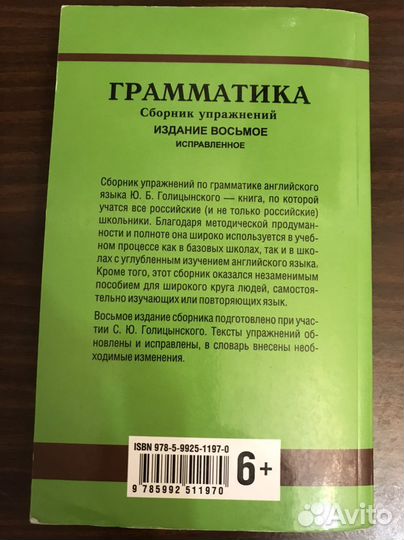 ГРАММАТИКА
Сборник упражнений
ИЗДАНИЕ ВОСЬМОЕ
ИСПРАВЛЕННОЕ
Сборник упражнений по грамматике английского
языка Ю. Б. Голицынского — книга, по которой
учатся все российские (и не только российские)
школьники. Благодаря методической продуман-
ности и полноте она широко используется в учеб-
ном процессе как в базовых школах, так и в шко-
лах с углубленным изучением английского языка.
Кроме того, этот сборник оказался незаменимым
пособием для широкого круга людей, самостоя-
тельно изучающих или повторяющих язык.
Восьмое издание сборника подготовлено при учас-
тии С. Ю. Голицынского. Тексты упражнений об-
новлены и исправлены, в словарь внесены необ-
ходимые изменения.
ISBN 978-5-9925-1197-0
9 785992 511970
6+
Avito